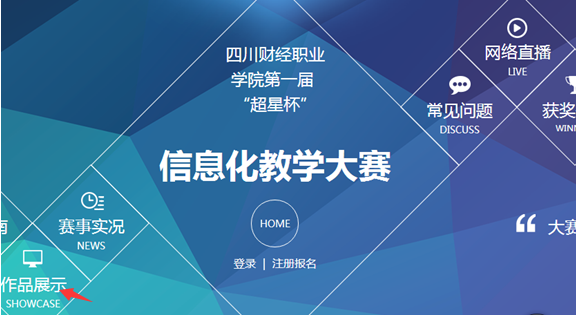 四川财经职业
学院第一届
“超星杯”
信息化教学大赛
HOME
登录 | 注册报名
网络直播
LIVE
常见问题
DISCUSS
获奖
WINN
赛事实况
NEWS
南
作品展示
SHOWCASE
“ 大赛